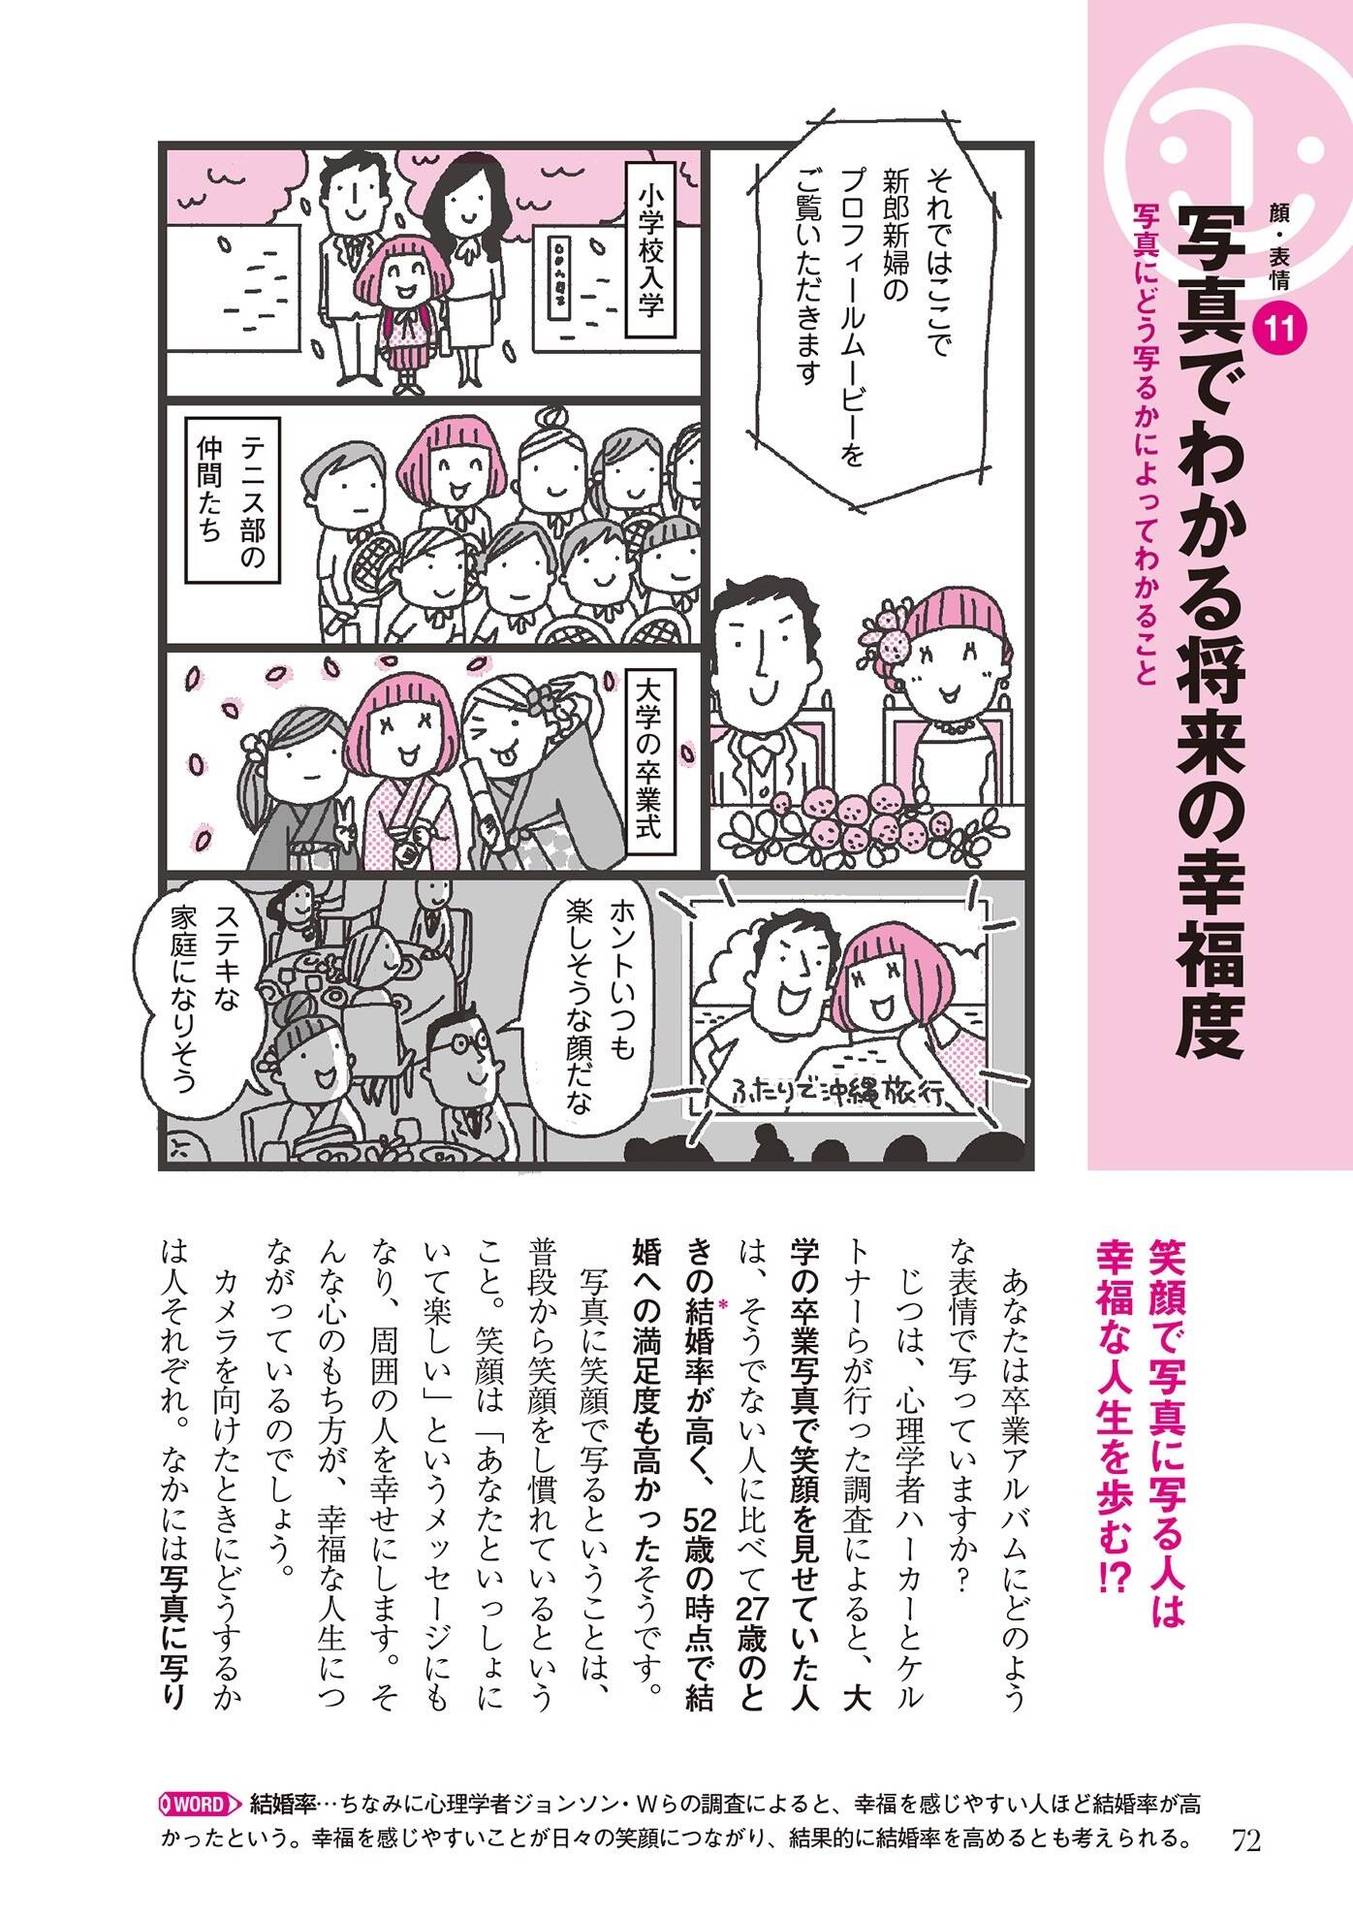 顔・表情
11
写真でわかる将来の幸福度
写真にどう写るかによってわかること
それではここで
新郎新婦の
プロフィールムービーを
ご覧いただきます
小学校入学
テニス部の
仲間たち
大学の卒業式
ふたりで沖縄旅行
ホントいつも
楽しそうな顔だな
ステキな
家庭になりそう
笑顔で写真に写る人は
幸福な人生を歩む!?
あなたは卒業アルバムにどのよう
な表情で写っていますか?
じつは、心理学者ハーカーとケル
トナーらが行った調査によると、大
学の卒業写真で笑顔を見せていた人
は、そうでない人に比べて27歳のと
きの結婚率*が高く、52歳の時点で結
婚への満足度も高かったそうです。
写真に笑顔で写るということは、
普段から笑顔をし慣れているという
こと。笑顔は「あなたといっしょに
いて楽しい」というメッセージにも
なり、周囲の人を幸せにします。そ
んな心のもち方が、幸福な人生につ
ながっているのでしょう。
カメラを向けたときにどうするか
は人それぞれ。なかには写真に写り
WORD 結婚率…ちなみに心理学者ジョンソン・Wらの調査によると、幸福を感じやすい人ほど結婚率が高
かったという。幸福を感じやすいことが日々の笑顔につながり、結果的に結婚率を高めるとも考えられる。
72